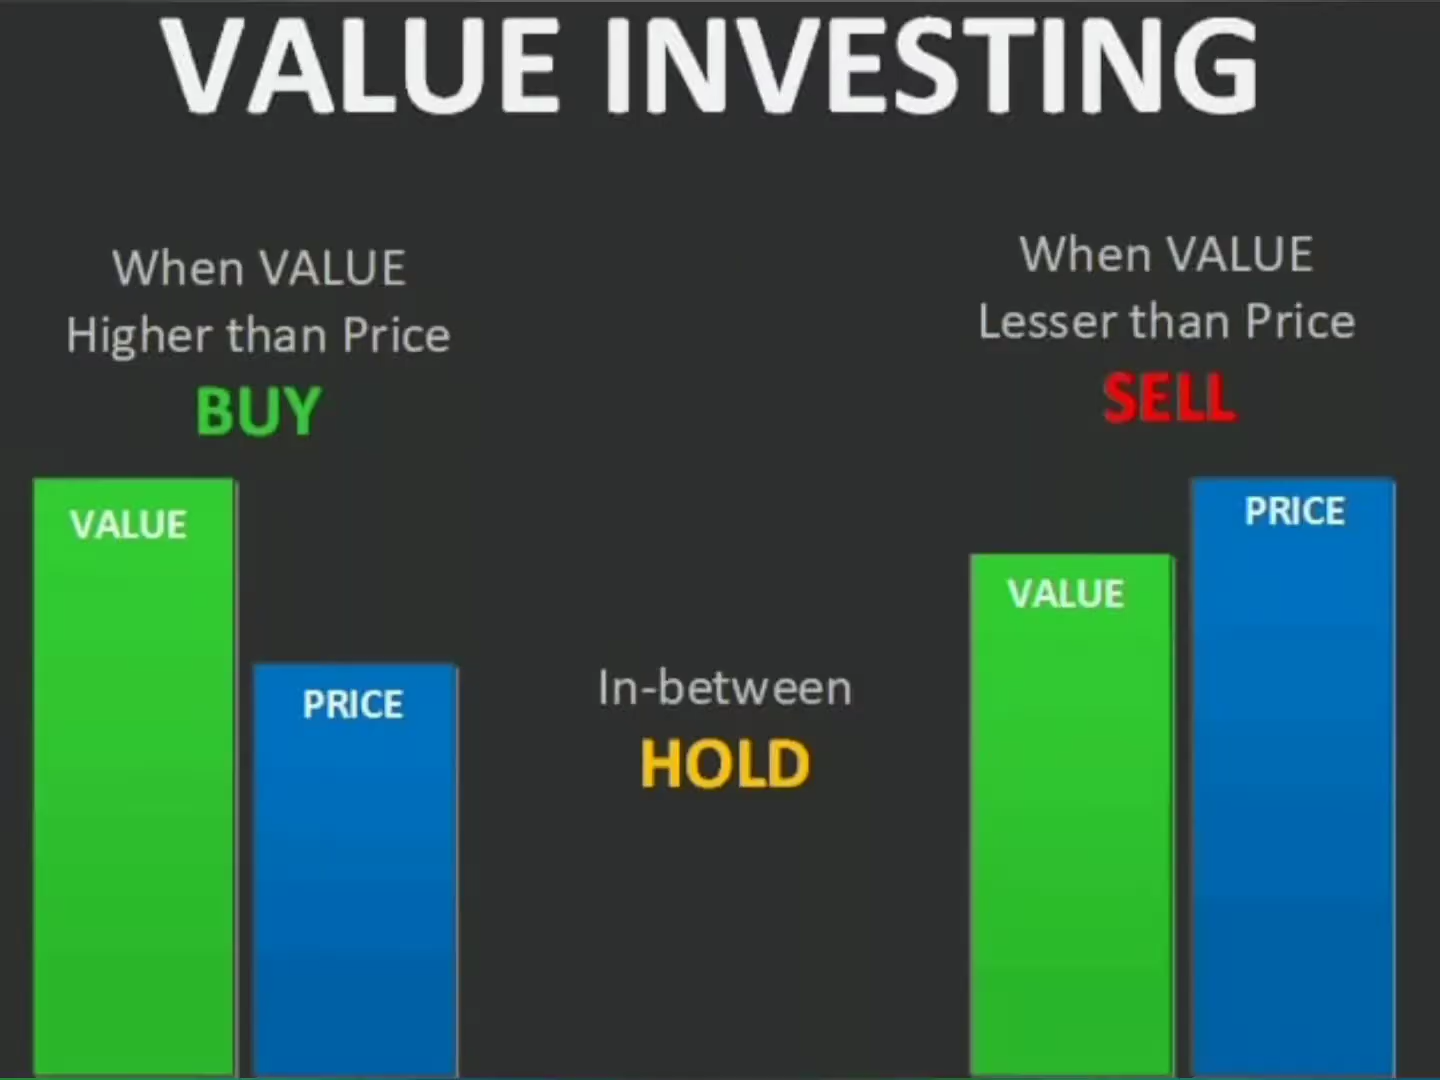 VALUE INVESTING
When VALUE
Higher than Price
BUY
VALUE
PRICE
In-between
HOLD
When VALUE
Lesser than Price
SELL
VALUE
PRICE